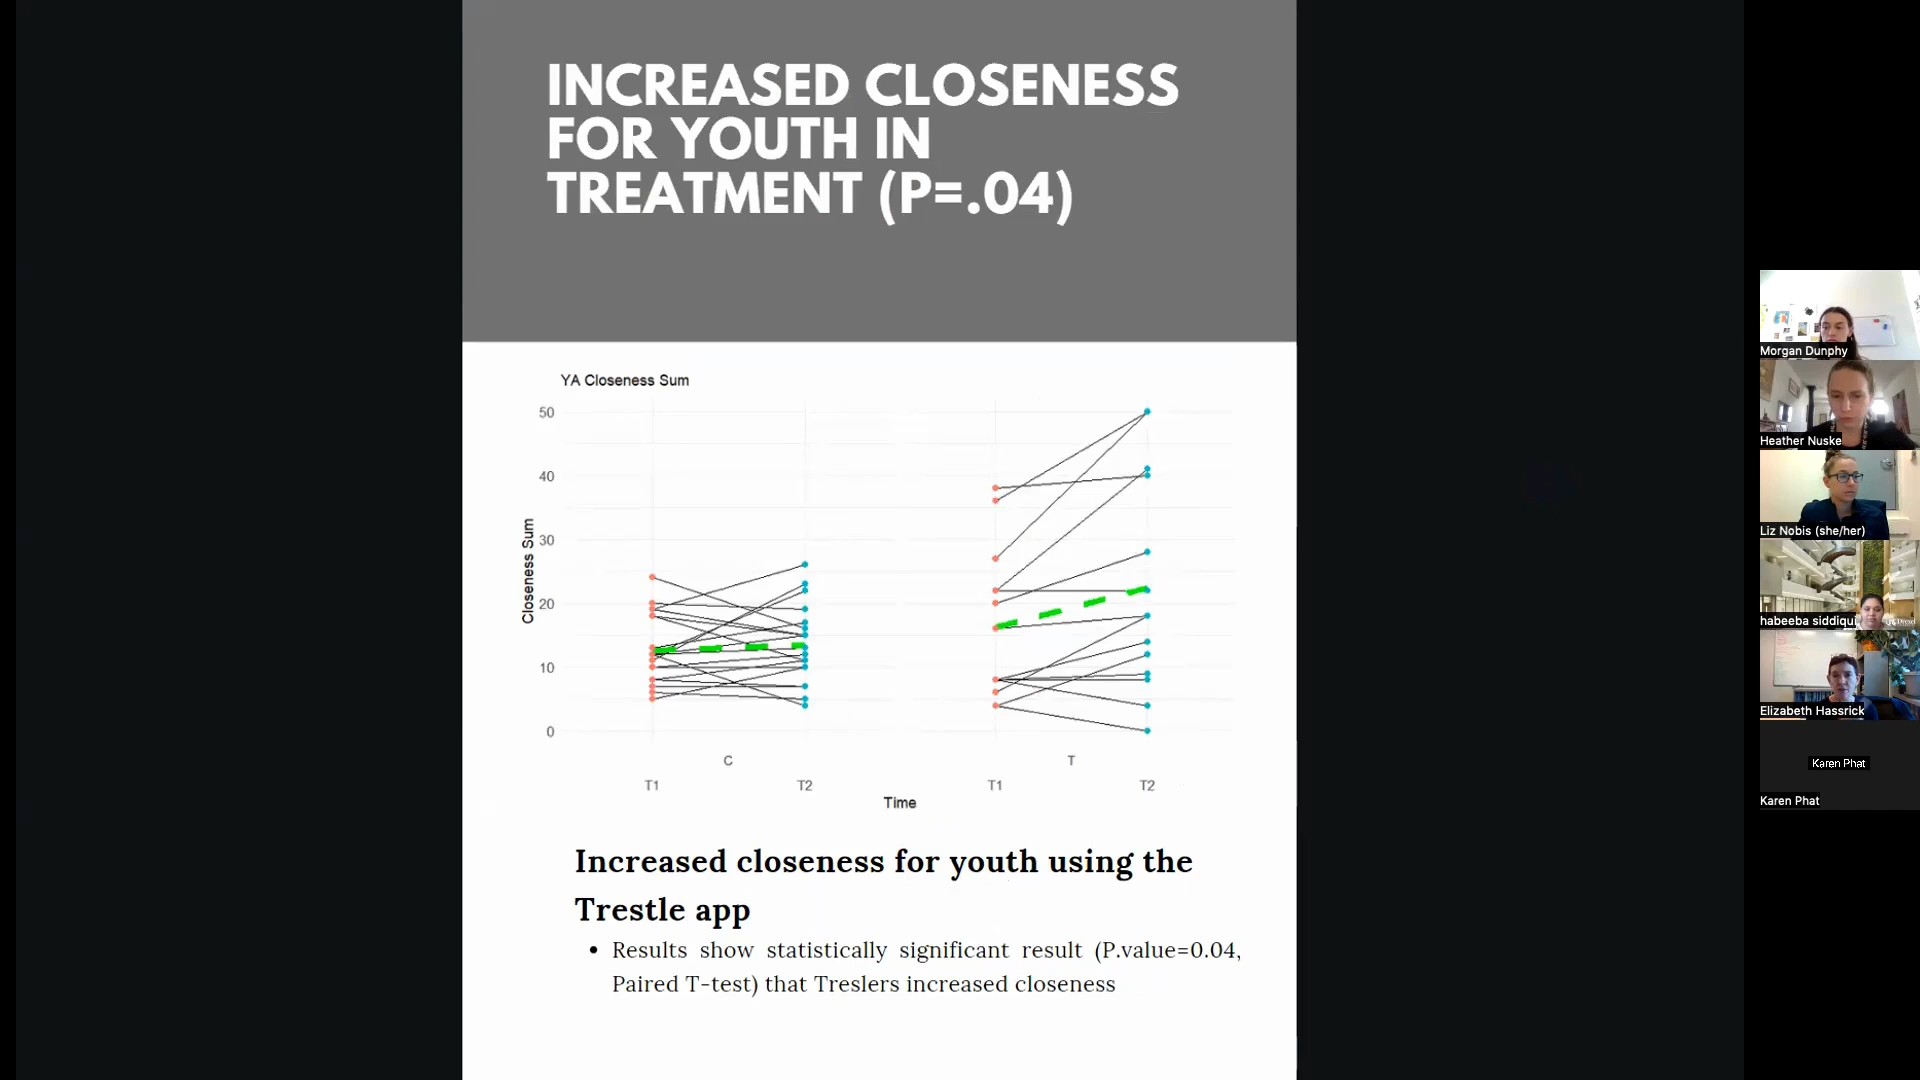 INCREASED CLOSENESS
FOR YOUTH IN
TREATMENT (P=.04)
YA Closeness Sum
50
40
30
20
10
0
Closeness Sum
C
T
T1
T2
T1
T2
Time
Increased closeness for youth using the
Trestle app
• Results show statistically significant result (P.value=0.04,
Paired T-test) that Treslers increased closeness
Morgan Dunphy
Heather Nuske
Liz Nobis (she/her)
habeeba siddiqui
Elizabeth Hassrick
Karen Phat
Karen Phat